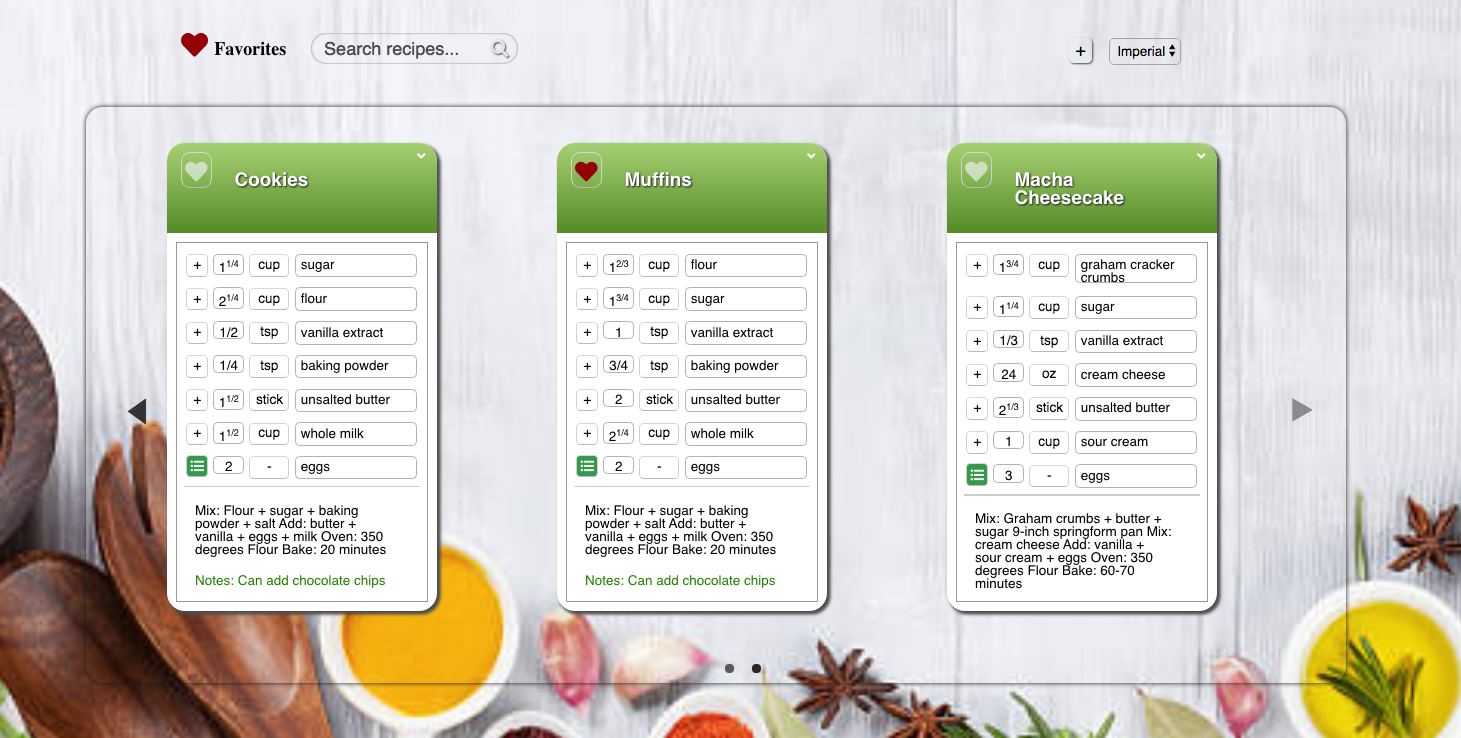 Favorites
Search recipes...
+
Imperial
Cookies
+ 1 1/4 cup sugar
+ 2 1/4 cup flour
+ 1/2 tsp vanilla extract
+ 1/4 tsp baking powder
+ 1 1/2 stick unsalted butter
+ 1 1/2 cup whole milk
2 - eggs
Mix: Flour + sugar + baking
powder + salt Add: butter +
vanilla + eggs + milk Oven: 350
degrees Flour Bake: 20 minutes
Notes: Can add chocolate chips
Muffins
+ 1 2/3 cup flour
+ 1 3/4 cup sugar
+ 1 tsp vanilla extract
+ 3/4 tsp baking powder
+ 2 stick unsalted butter
+ 2 1/4 cup whole milk
2 - eggs
Mix: Flour + sugar + baking
powder + salt Add: butter +
vanilla + eggs + milk Oven: 350
degrees Flour Bake: 20 minutes
Notes: Can add chocolate chips
Macha
Cheesecake
+ 1 3/4 cup graham cracker
crumbs
+ 1 1/4 cup sugar
+ 1/3 tsp vanilla extract
+ 24 oz cream cheese
+ 2 1/3 stick unsalted butter
+ 1 cup sour cream
3 - eggs
Mix: Graham crumbs + butter +
sugar 9-inch springform pan Mix:
cream cheese Add: vanilla +
sour cream + eggs Oven: 350
degrees Flour Bake: 60-70
minutes